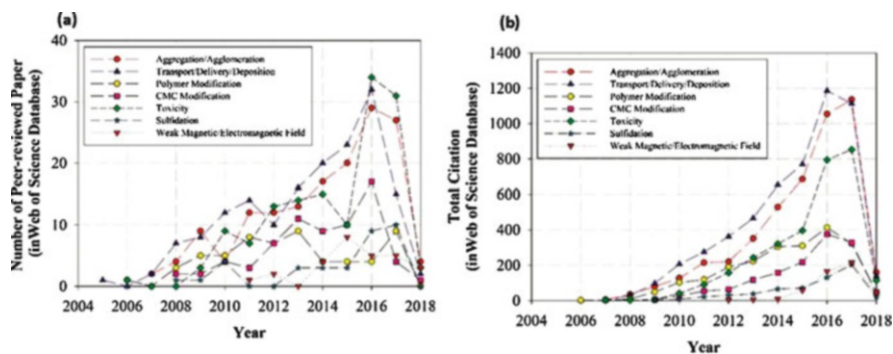 (a)
Number of Peer-reviewed Paper
(inWeb of Science Database)
40
30
20
10
0
Aggregation/Agglomeration
Transport/Delivery/Deposition
Polymer Modification
CMC Modification
Toxicity
Sulfidation
Weak Magnetic/Electromagnetic Field
2004 2006 2008 2010 2012 2014 2016 2018
Year
(b)
Total Citation
(inWeb of Science Database)
1400
1200
1000
800
600
400
200
0
Aggregation/Agglomeration
Transport/Delivery/Deposition
Polymer Modification
CMC Modification
Toxicity
Sulfidation
Weak Magnetic/Electromagnetic Field
2004 2006 2008 2010 2012 2014 2016 2018
Year